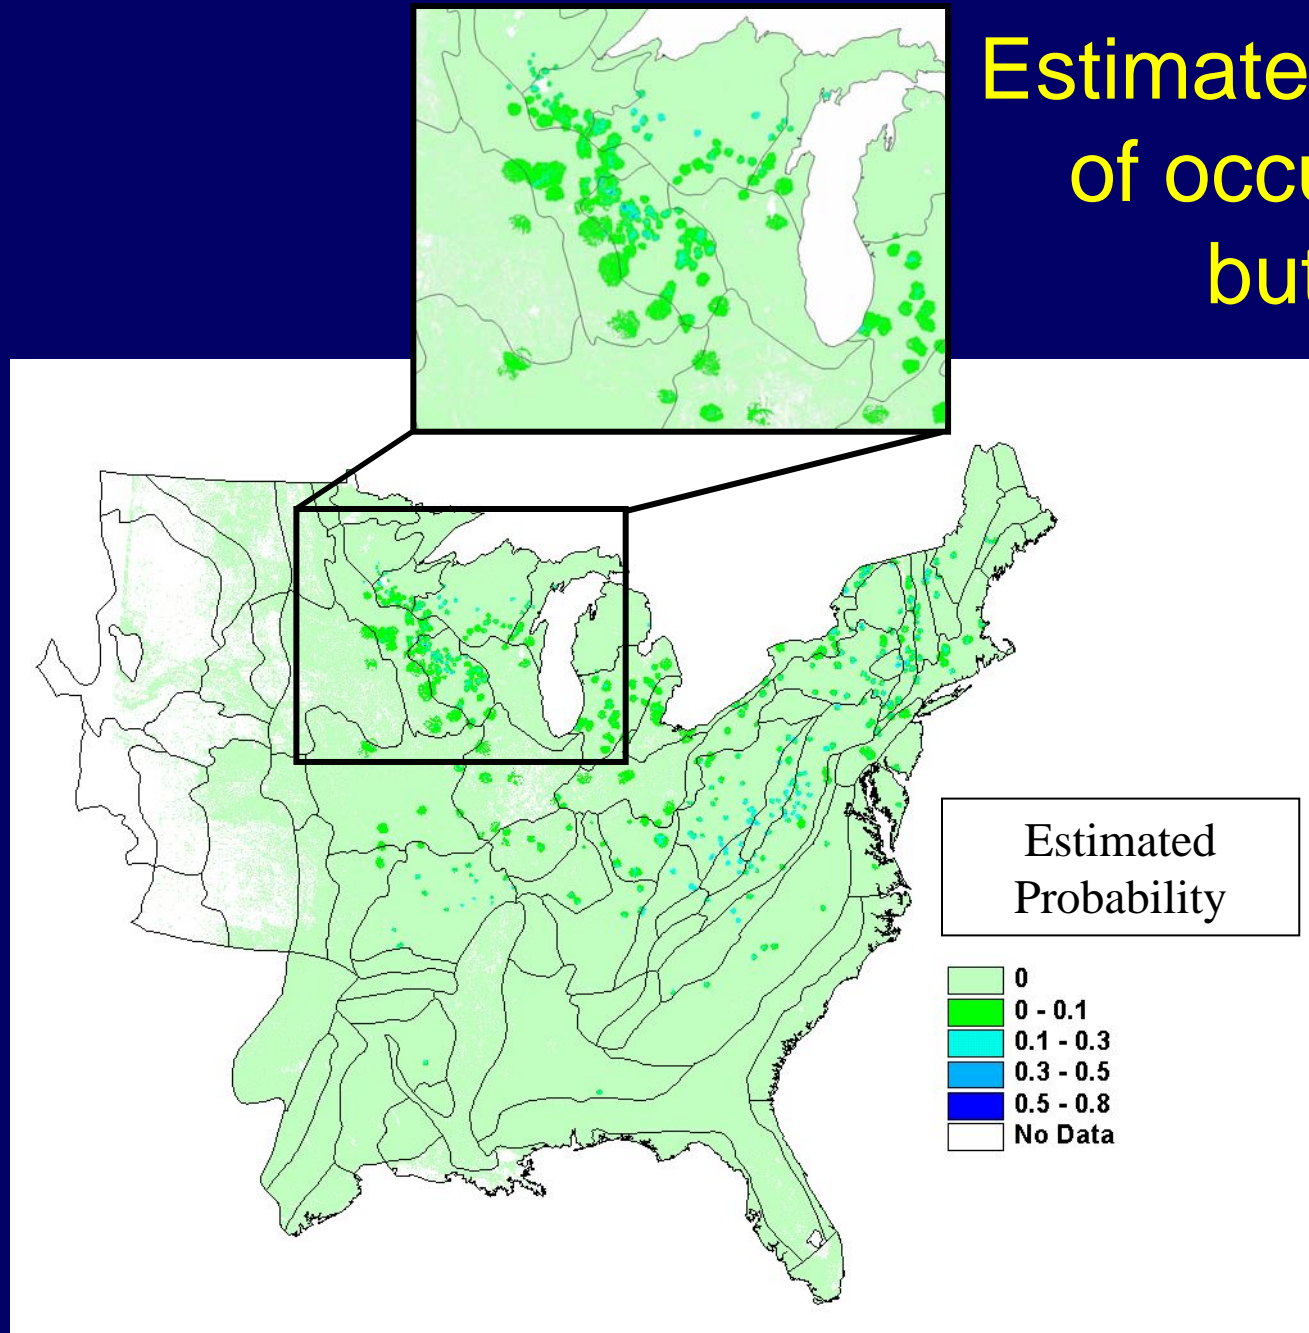 Estimate
of occu
but
Estimated
Probability
0
0 - 0.1
0.1 - 0.3
0.3 - 0.5
0.5 - 0.8
No Data